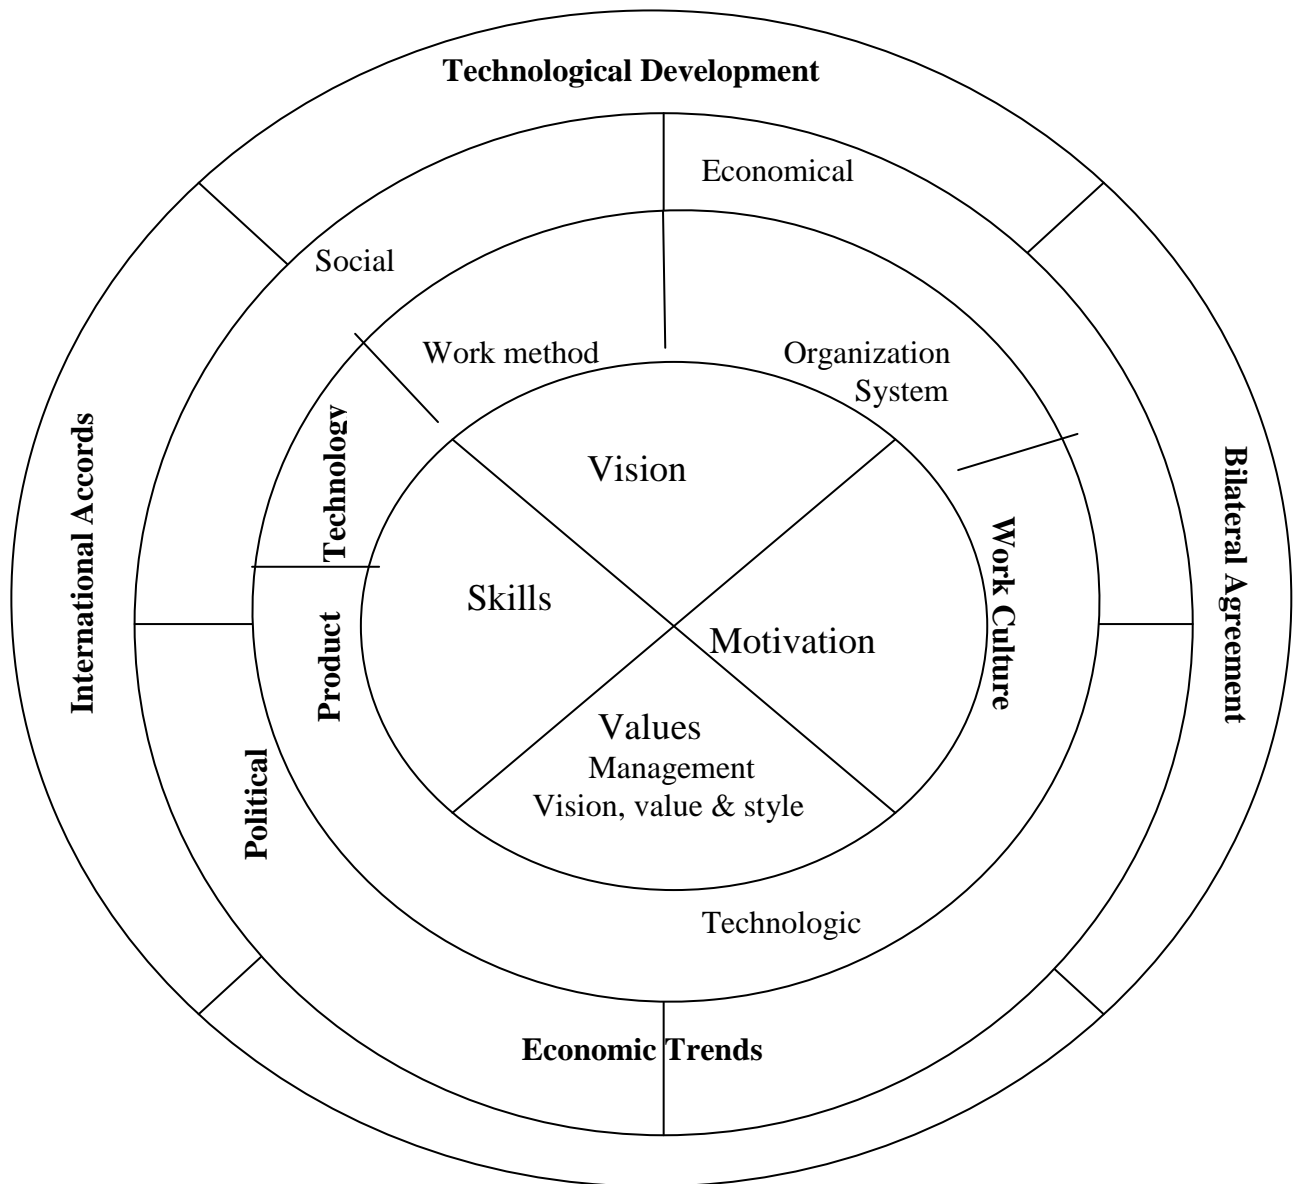 Technological Development
Economical
Social
Work method
Organization
System
Technology
International Accords
Vision
Bilateral Agreement
Skills
Work Culture
Product
Motivation
Values
Management
Vision, value & style
Political
Technologic
Economic Trends